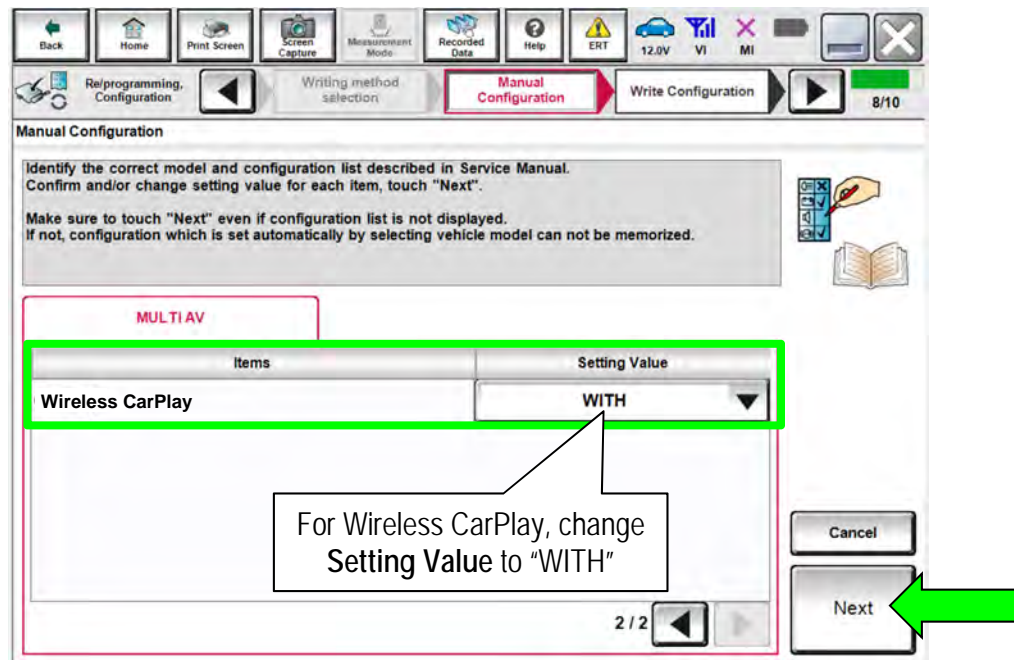 Back
Home
Print Screen
Screen
Capture
Measurement
Mode
Recorded
Data
Help
ERT
12.0V
VI
MI
Re/programming,
Configuration
Writing method
selection
Manual
Configuration
Write Configuration
8/10
Manual Configuration
Identify the correct model and configuration list described in Service Manual.
Confirm and/or change setting value for each item, touch "Next".
Make sure to touch "Next" even if configuration list is not displayed.
If not, configuration which is set automatically by selecting vehicle model can not be memorized.
MULTI AV
Items
Setting Value
Wireless CarPlay
WITH
For Wireless CarPlay, change
Setting Value to “WITH”
Cancel
Next
2 / 2